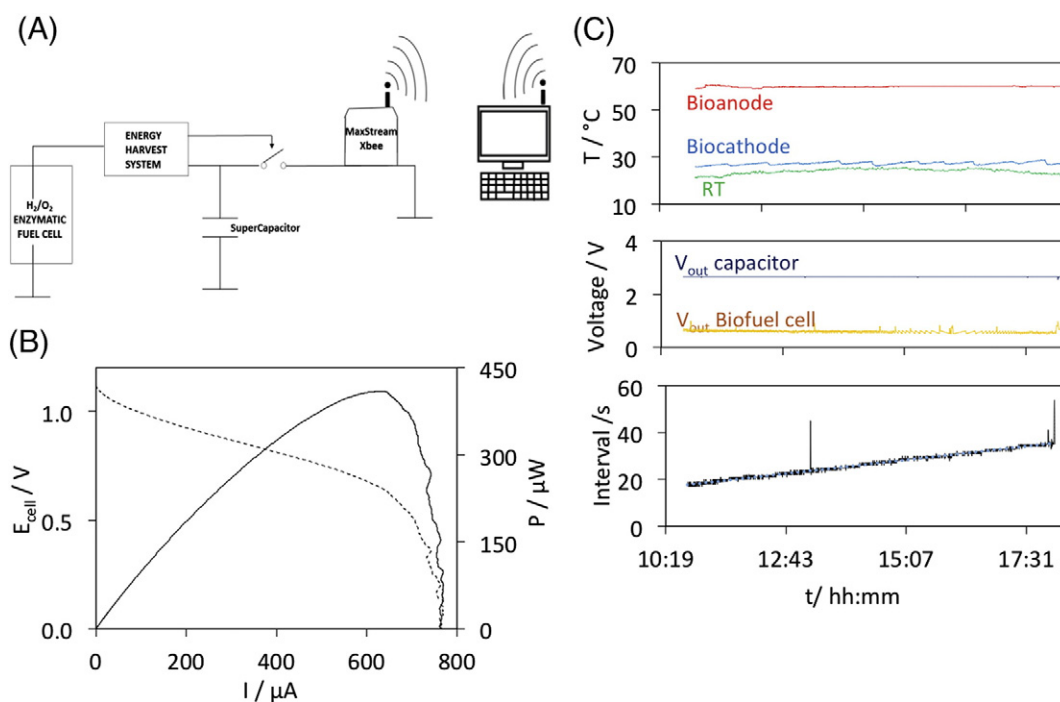 (A)
ENERGY
HARVEST
SYSTEM
MaxStream
Xbee
H2/O2
ENZYMATIC
FUEL CELL
SuperCapacitor
(B)
Ecell / V
1.0
0.5
0.0
P / μW
450
300
150
0
0 200 400 600 800
I / μA
(C)
T / °C
70
50
30
10
Bioanode
Biocathode
RT
Voltage / V
4
2
0
Vout capacitor
Vout Biofuel cell
Interval /s
60
40
20
0
10:19 12:43 15:07 17:31
t/ hh:mm